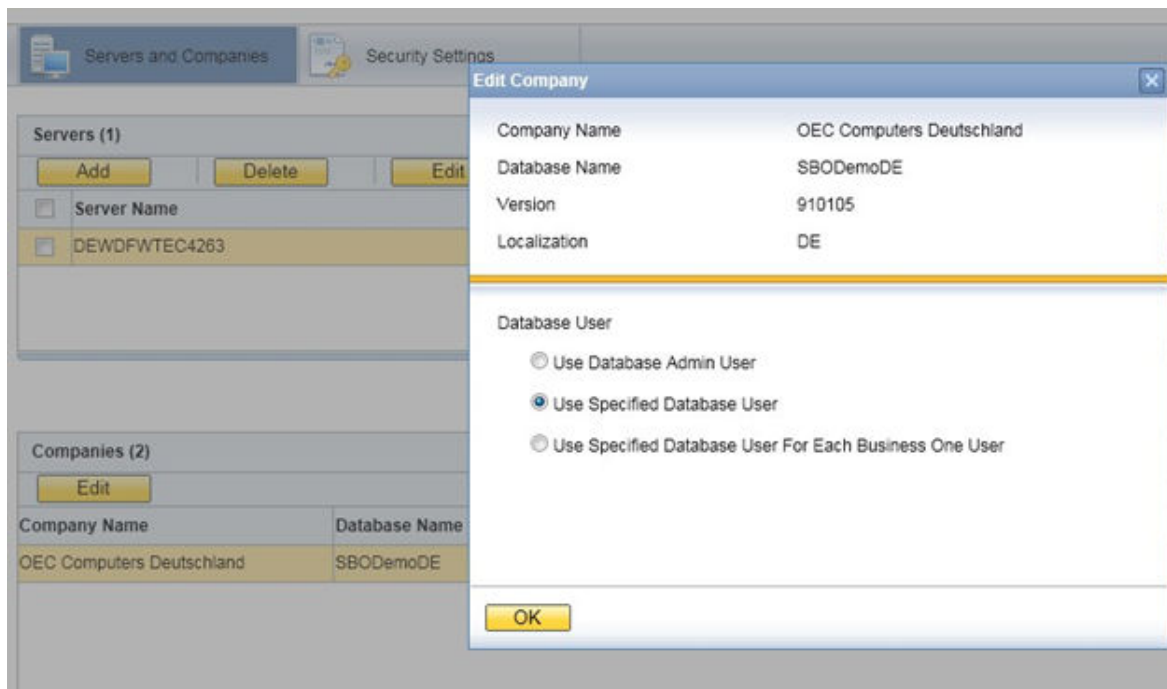 Servers and Companies
Security Settings
Edit Company
Company Name OEC Computers Deutschland
Database Name SBODemoDE
Version 910105
Localization DE
Database User
Use Database Admin User
Use Specified Database User
Use Specified Database User For Each Business One User
OK
Servers (1)
Add Delete Edit
Server Name
DEWDFWTEC4263
Companies (2)
Edit
Company Name Database Name
OEC Computers Deutschland SBODemoDE